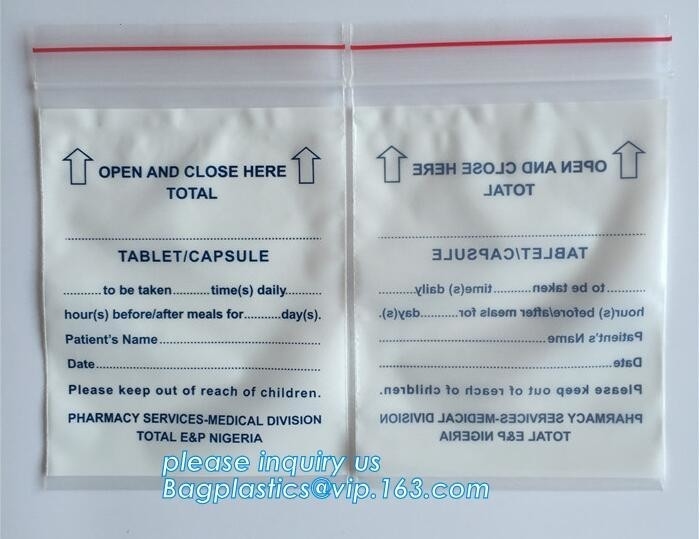 OPEN AND CLOSE HERE
TOTAL
TABLET/CAPSULE
.......... to be taken .......... time(s) daily ..........
hour(s) before/after meals for .......... day(s).
Patient's Name ..........
Date ..........
Please keep out of reach of children.
PHARMACY SERVICES-MEDICAL DIVISION
TOTAL E&P NIGERIA
OPEN AND CLOSE HERE
TOTAL
TABLET/CAPSULE
.......... to be taken .......... time(s) daily ..........
hour(s) before/after meals for .......... day(s).
Patient's Name ..........
Date ..........
Please keep out of reach of children.
PHARMACY SERVICES-MEDICAL DIVISION
TOTAL E&P NIGERIA
please inquiry us
Bagplastics@vip.163.com